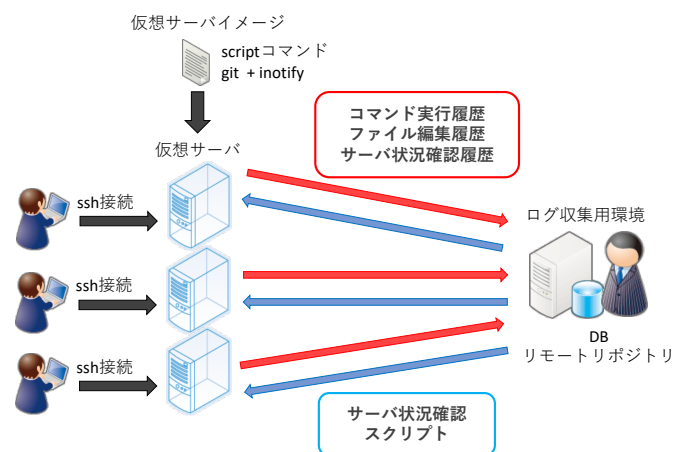 仮想サーバイメージ
scriptコマンド
git + inotify
コマンド実行履歴
ファイル編集履歴
サーバ状況確認履歴
仮想サーバ
ssh接続
ログ収集用環境
ssh接続
DB
リモートリポジトリ
ssh接続
サーバ状況確認
スクリプト